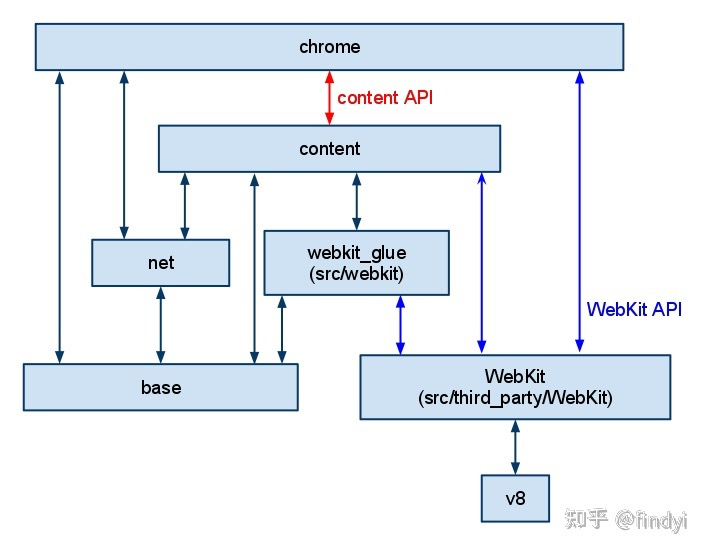 chrome
content API
content
net
webkit_glue
(src/webkit)
WebKit API
base
WebKit
(src/third_party/WebKit)
v8
知乎 @findyi